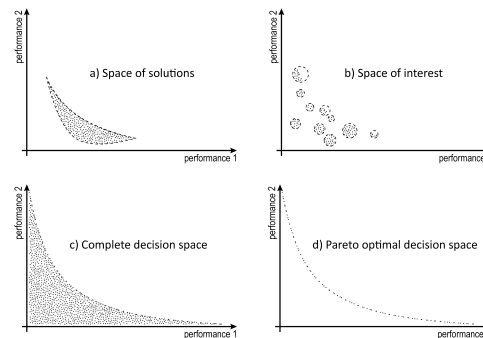 performance 2
a) Space of solutions
performance 1
performance 2
b) Space of interest
performance
performance 2
c) Complete decision space
performance 1
performance 2
d) Pareto optimal decision space
performance